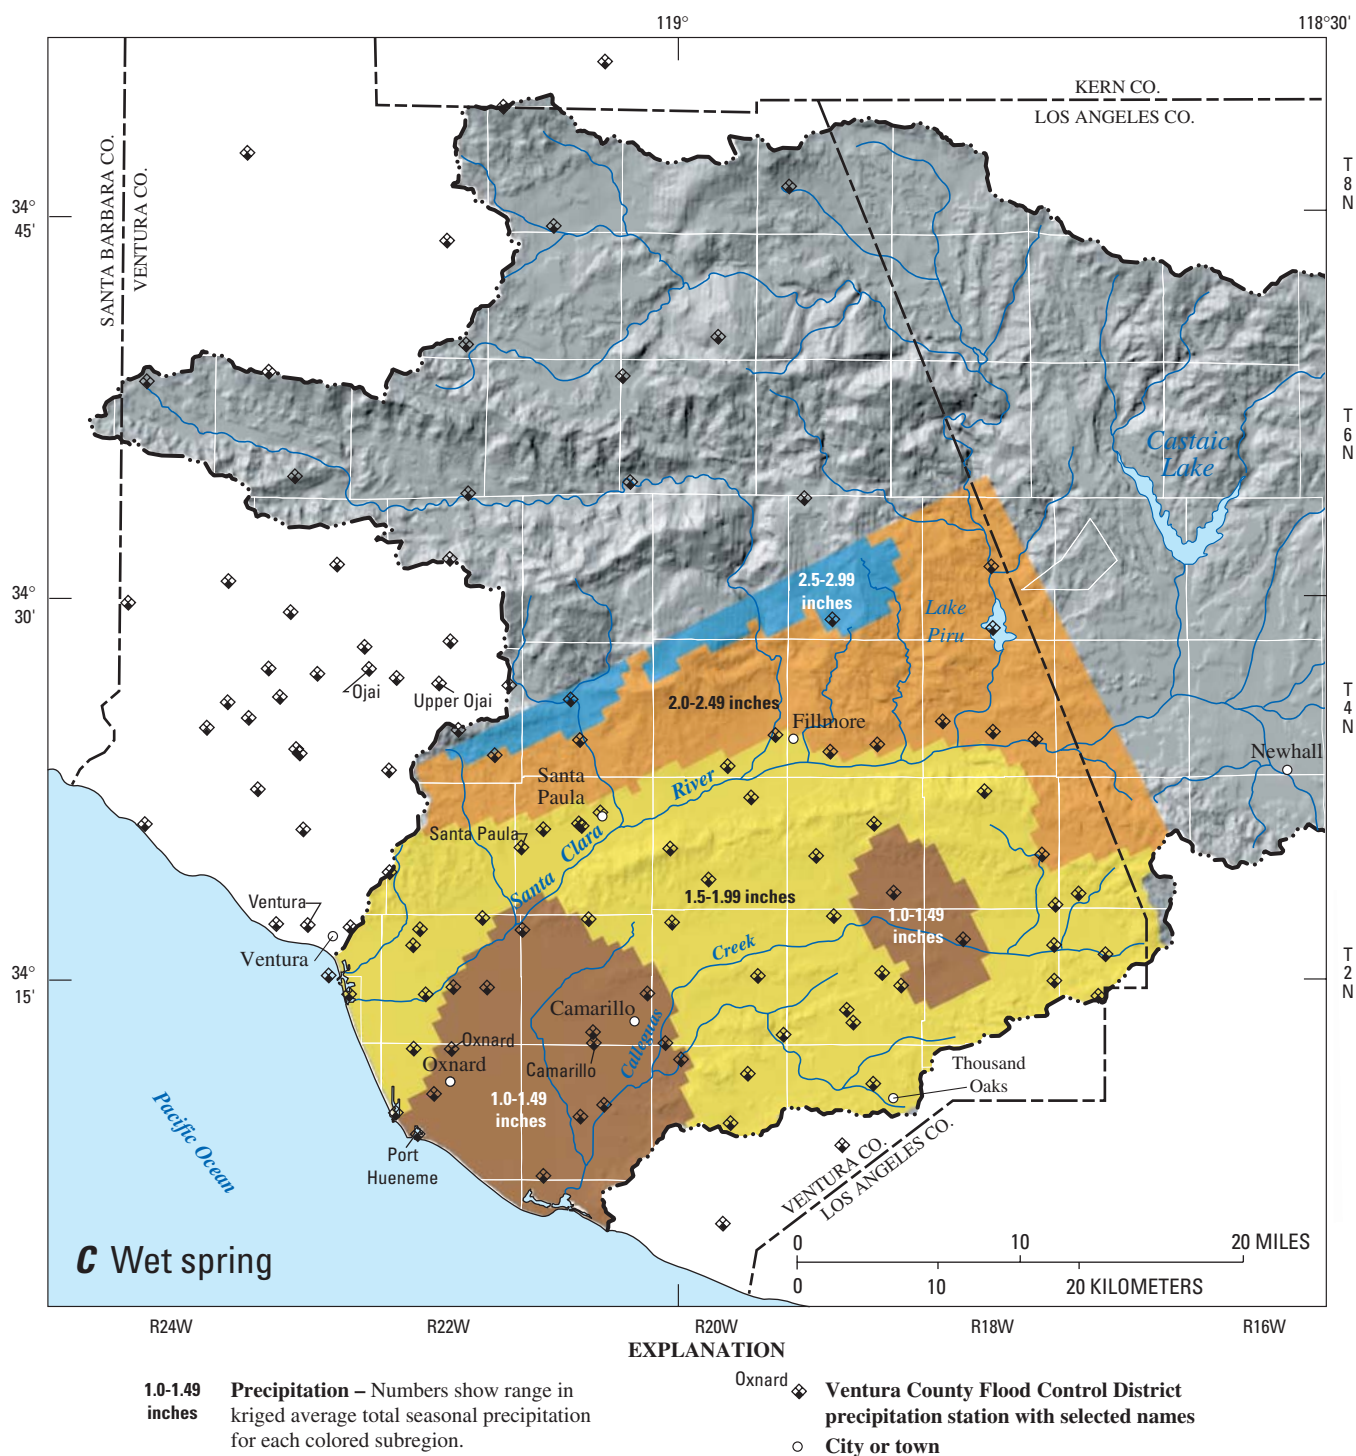 119°
118°30'
KERN CO.
LOS ANGELES CO.
SANTA BARBARA CO.
VENTURA CO.
T
8
N
34°
45'
T
6
N
Castaic
Lake
2.5-2.99
inches
34°
30'
Lake
Piru
Ojai
Upper Ojai
2.0-2.49 inches
T
4
N
Fillmore
Newhall
Santa
Paula
River
Santa Paula
Clara
Santa
1.5-1.99 inches
Ventura
1.0-1.49
inches
Ventura
Creek
34°
15'
T
2
N
Camarillo
Calleguas
Oxnard
Oxnard
Camarillo
Thousand
Oaks
1.0-1.49
inches
Pacific Ocean
Port
Hueneme
VENTURA CO.
LOS ANGELES CO.
C Wet spring
0 10 20 MILES
0 10 20 KILOMETERS
R24W R22W R20W R18W R16W
EXPLANATION
1.0-1.49
inches
Precipitation – Numbers show range in
kriged average total seasonal precipitation
for each colored subregion.
Oxnard
Ventura County Flood Control District
precipitation station with selected names
City or town